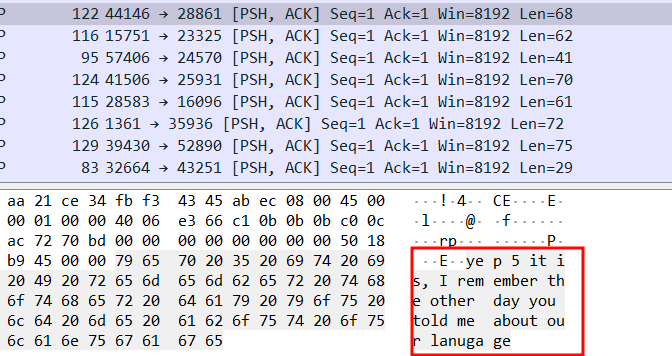 P 122 44146 → 28861 [PSH, ACK] Seq=1 Ack=1 Win=8192 Len=68
P 116 15751 → 23325 [PSH, ACK] Seq=1 Ack=1 Win=8192 Len=62
P 95 57406 → 24570 [PSH, ACK] Seq=1 Ack=1 Win=8192 Len=41
P 124 41506 → 25931 [PSH, ACK] Seq=1 Ack=1 Win=8192 Len=70
P 115 28583 → 16096 [PSH, ACK] Seq=1 Ack=1 Win=8192 Len=61
P 126 1361 → 35936 [PSH, ACK] Seq=1 Ack=1 Win=8192 Len=72
P 129 39430 → 52890 [PSH, ACK] Seq=1 Ack=1 Win=8192 Len=75
P 83 32664 → 43251 [PSH, ACK] Seq=1 Ack=1 Win=8192 Len=29
aa 21 ce 34 fb f3 43 45 ab ec 08 00 45 00 ·!·4·· CE····E·
00 01 00 00 40 06 e3 66 c1 0b 0b 0b c0 0c ·l··@· ·f······
ac 72 70 bd 00 00 00 00 00 00 00 00 50 18 ··rp·· ······P·
b9 45 00 00 79 65 70 20 35 20 69 74 20 69 ··E··ye p 5 it i
20 49 20 72 65 6d 65 6d 62 65 72 20 74 68 s, I rem ember th
6f 74 68 65 72 20 64 61 79 20 79 6f 75 20 e other day you
6c 64 20 6d 65 20 61 62 6f 75 74 20 6f 75 told me about ou
6c 61 6e 75 67 61 67 65 r lanuga ge